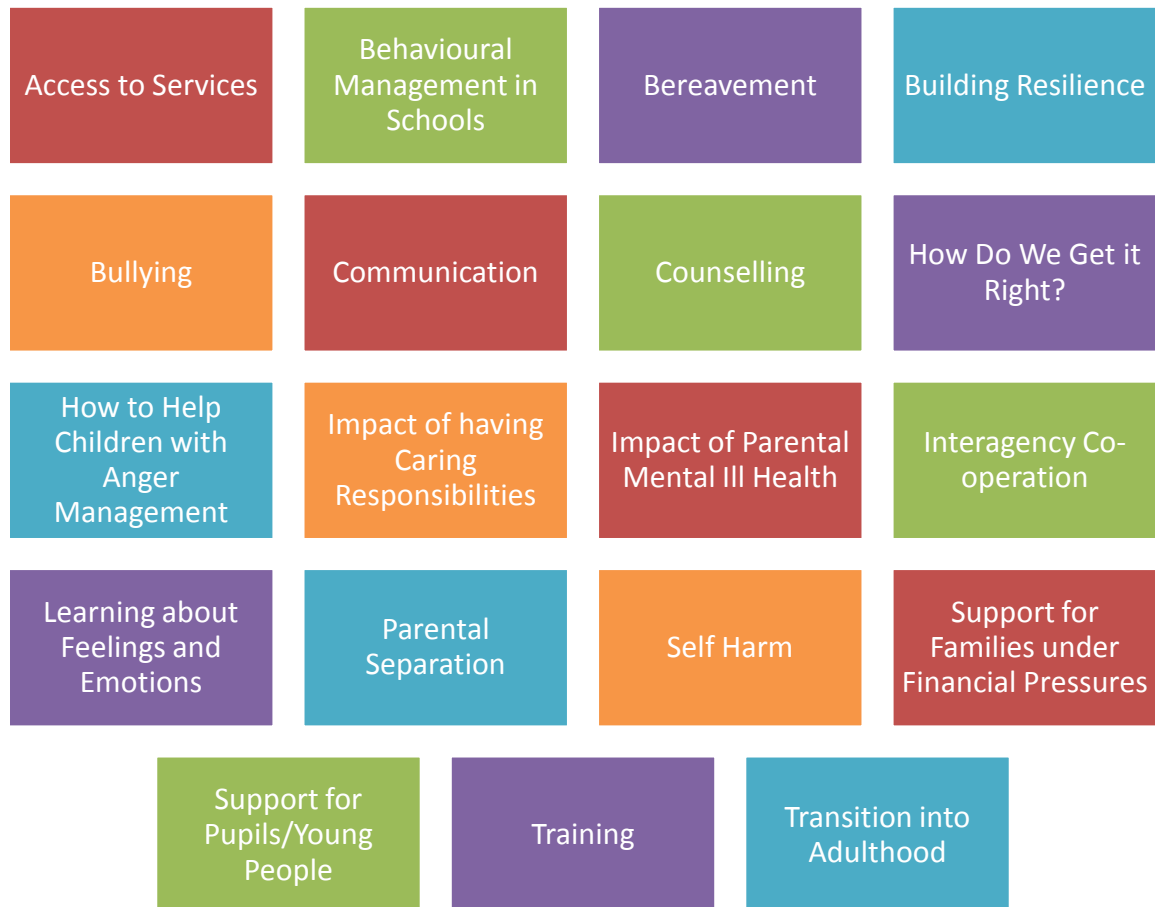 Access to Services
Behavioural
Management in
Schools
Bereavement
Building Resilience
Bullying
Communication
Counselling
How Do We Get it
Right?
How to Help
Children with
Anger
Management
Impact of having
Caring
Responsibilities
Impact of Parental
Mental Ill Health
Interagency Co-
operation
Learning about
Feelings and
Emotions
Parental
Separation
Self Harm
Support for
Families under
Financial Pressures
Support for
Pupils/Young
People
Training
Transition into
Adulthood